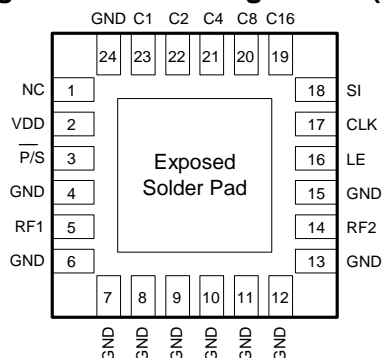 GND C1 C2 C4 C8 C16
24 23 22 21 20 19
NC 1 18 SI
VDD 2 17 CLK
P/S 3 16 LE
Exposed
Solder Pad
GND 4 15 GND
RF1 5 14 RF2
GND 6 13 GND
7 8 9 10 11 12
GND GND GND GND GND GND